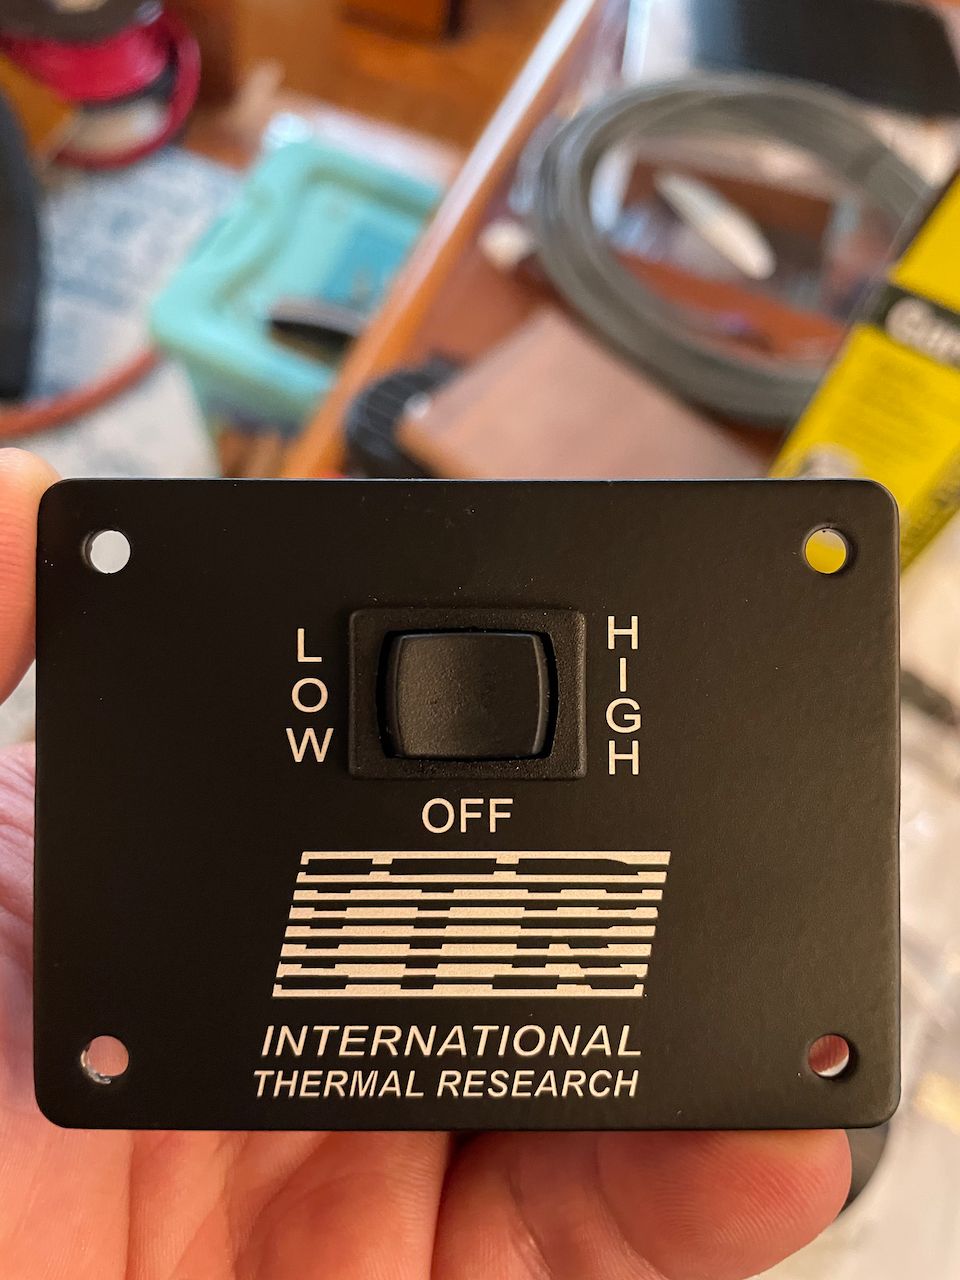 LOW
HIGH
OFF
INTERNATIONAL
THERMAL RESEARCH